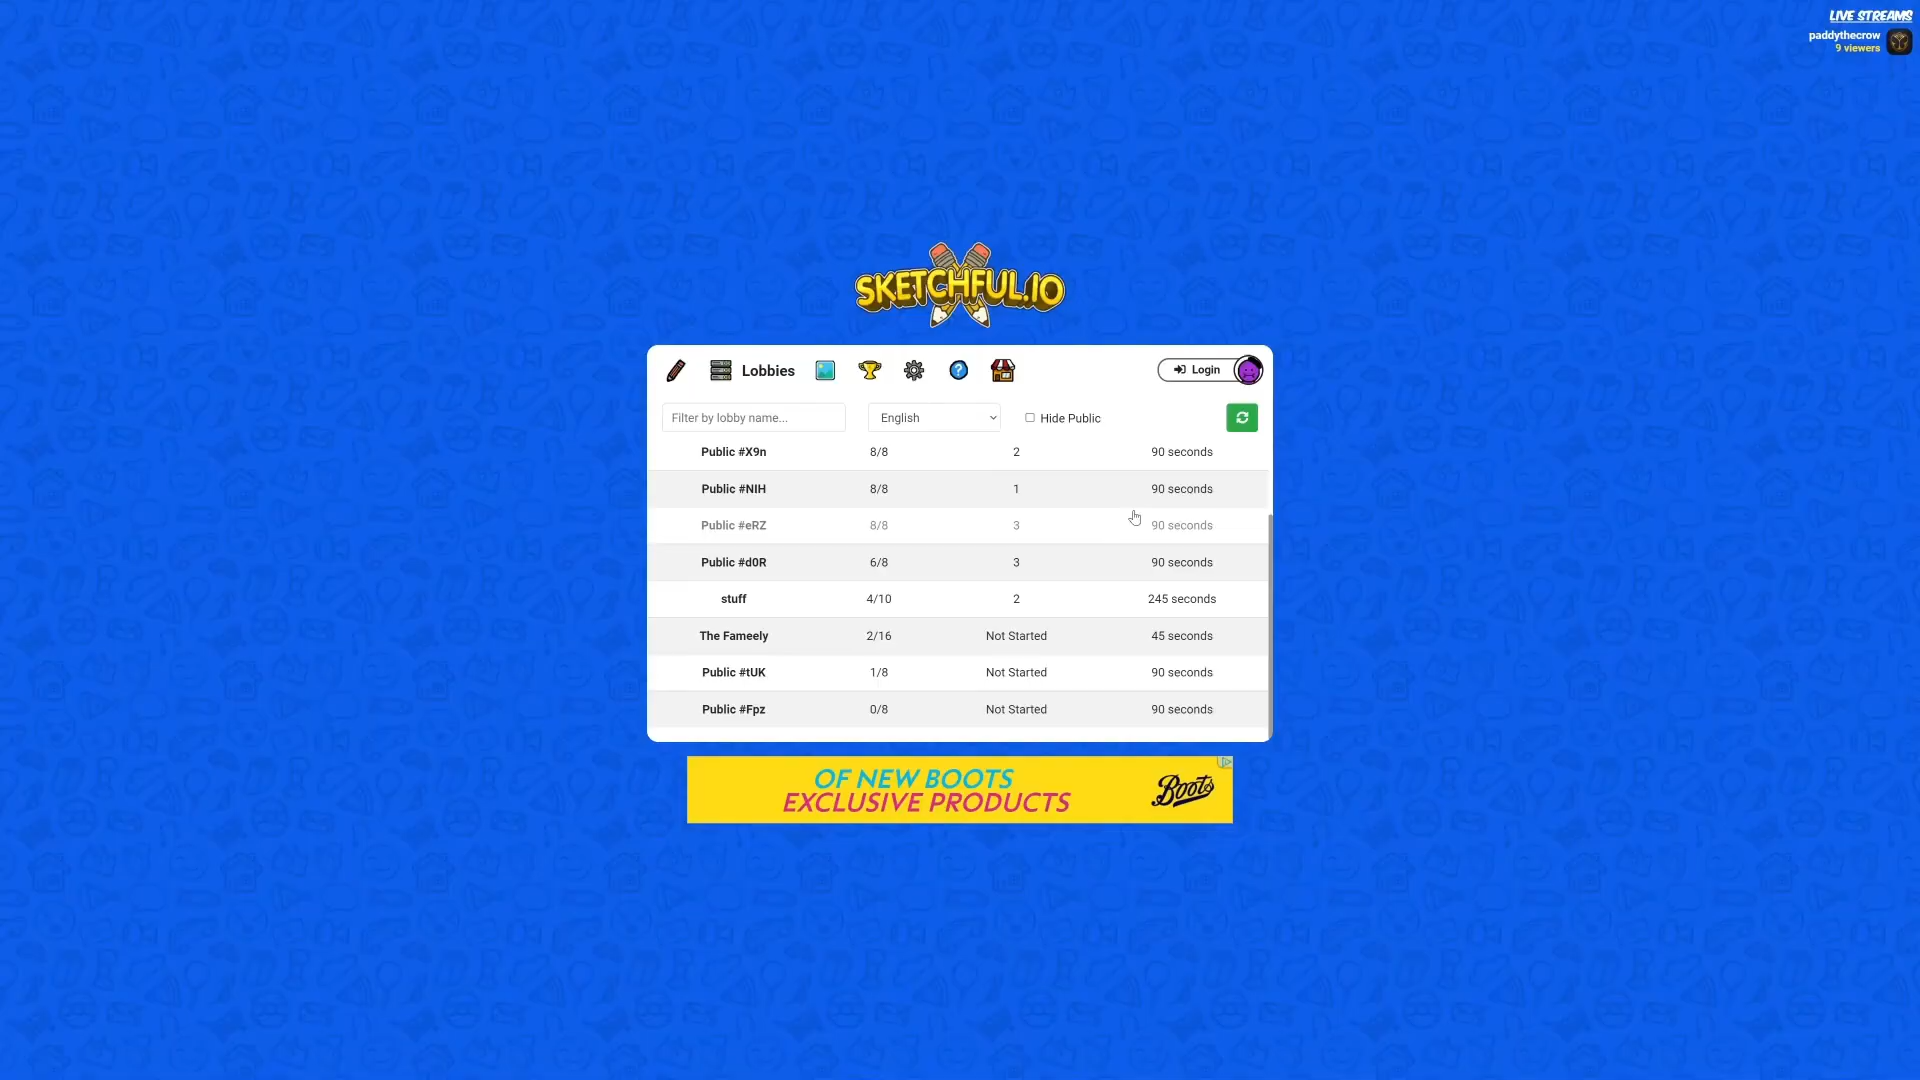 LIVE STREAMS
paddythecrow
9 viewers
SKETCHFUL.IO
Lobbies
? Login
Filter by lobby name... English Hide Public
Public #X9n 8/8 2 90 seconds
Public #NIH 8/8 1 90 seconds
Public #eRZ 8/8 3 90 seconds
Public #d0R 6/8 3 90 seconds
stuff 4/10 2 245 seconds
The Fameely 2/16 Not Started 45 seconds
Public #tUK 1/8 Not Started 90 seconds
Public #Fpz 0/8 Not Started 90 seconds
OF NEW BOOTS
EXCLUSIVE PRODUCTS
Boots